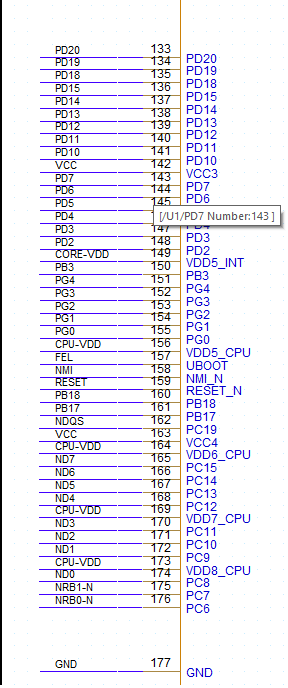 PD20 133 PD20
PD19 134 PD19
PD18 135 PD18
PD15 136 PD15
PD14 137 PD14
PD13 138 PD13
PD12 139 PD12
PD11 140 PD11
PD10 141 PD10
VCC 142 VCC3
PD7 143 PD7
PD6 144 PD6
PD5 145
[/U1/PD7 Number:143 ]
PD4 PD4
PD3 147 PD3
PD2 148 PD2
CORE-VDD 149 VDD5_INT
PB3 150 PB3
PG4 151 PG4
PG3 152 PG3
PG2 153 PG2
PG1 154 PG1
PG0 155 PG0
CPU-VDD 156 VDD5_CPU
FEL 157 UBOOT
NMI 158 NMI_N
RESET 159 RESET_N
PB18 160 PB18
PB17 161 PB17
NDQS 162 PC19
VCC 163 VCC4
CPU-VDD 164 VDD6_CPU
ND7 165 PC15
ND6 166 PC14
ND5 167 PC13
ND4 168 PC12
CPU-VDD 169 VDD7_CPU
ND3 170 PC11
ND2 171 PC10
ND1 172 PC9
CPU-VDD 173 VDD8_CPU
ND0 174 PC8
NRB1-N 175 PC7
NRB0-N 176 PC6
GND 177 GND